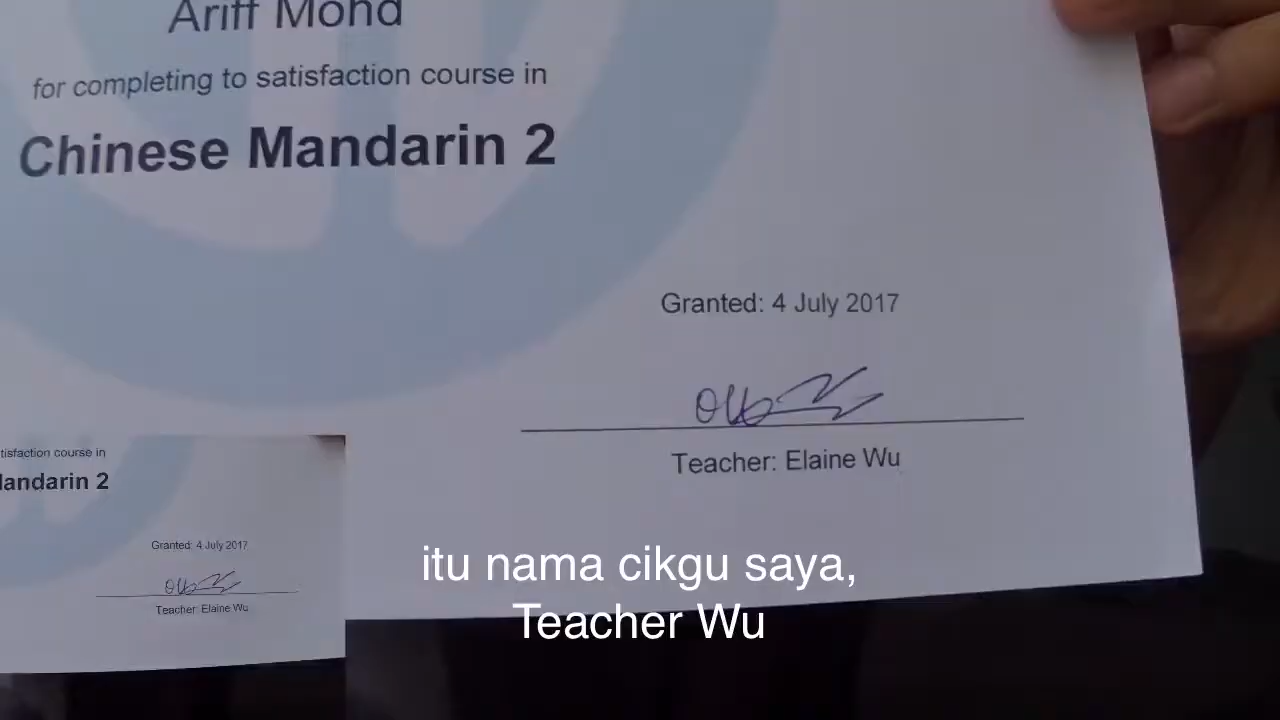 Ariff Mohd
for completing to satisfaction course in
Chinese Mandarin 2
Granted: 4 July 2017
Teacher: Elaine Wu
tisfaction course in
andarin 2
Granted: 4 July 2017
Teacher: Elaine Wu
itu nama cikgu saya,
Teacher Wu